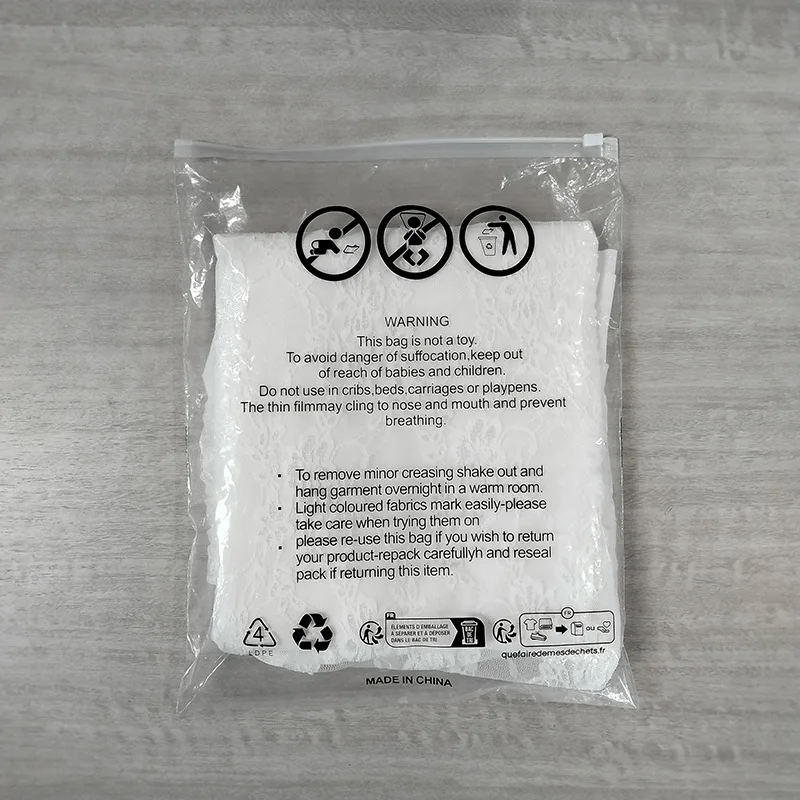 WARNING
This bag is not a toy.
To avoid danger of suffocation,keep out
of reach of babies and children.
Do not use in cribs,beds,carriages or playpens.
The thin filmmay cling to nose and mouth and prevent
breathing.
· To remove minor creasing shake out and
hang garment overnight in a warm room.
· Light coloured fabrics mark easily-please
take care when trying them on
· please re-use this bag if you wish to return
your product-repack carefullyh and reseal
pack if returning this item.
4
LDPE
FR
ÉLÉMENTS D'EMBALLAGE
À SÉPARER ET À DÉPOSER
DANS LE BAC DE TRI
BAC DE TRI
FR
ou
quefairedemesdechets.fr
MADE IN CHINA